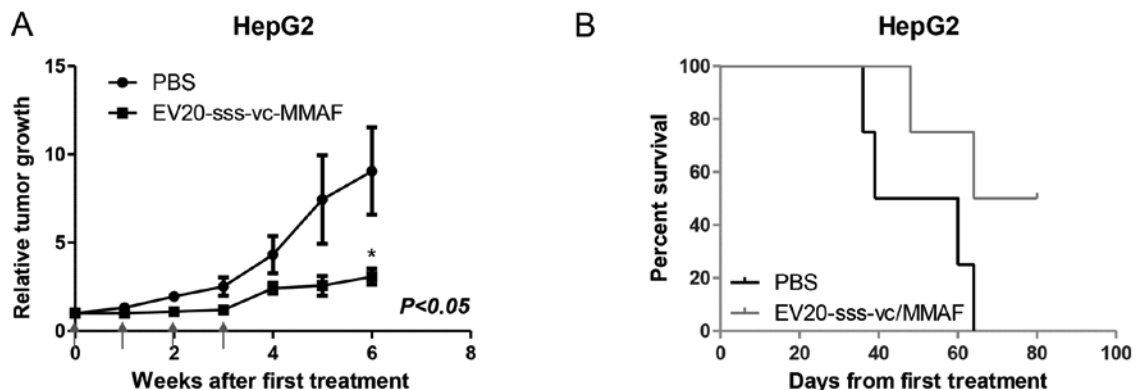 A
HepG2
Relative tumor growth
15
10
5
0
PBS
EV20-sss-vc-MMAF
*
P<0.05
0 2 4 6 8
Weeks after first treatment
B
HepG2
Percent survival
100
80
60
40
20
0
PBS
EV20-sss-vc/MMAF
0 20 40 60 80 100
Days from first treatment